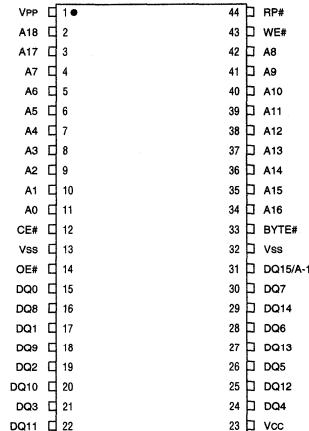 VPP 1 44 RP#
A18 2 43 WE#
A17 3 42 A8
A7 4 41 A9
A6 5 40 A10
A5 6 39 A11
A4 7 38 A12
A3 8 37 A13
A2 9 36 A14
A1 10 35 A15
A0 11 34 A16
CE# 12 33 BYTE#
Vss 13 32 Vss
OE# 14 31 DQ15/A-1
DQ0 15 30 DQ7
DQ8 16 29 DQ14
DQ1 17 28 DQ6
DQ9 18 27 DQ13
DQ2 19 26 DQ5
DQ10 20 25 DQ12
DQ3 21 24 DQ4
DQ11 22 23 Vcc